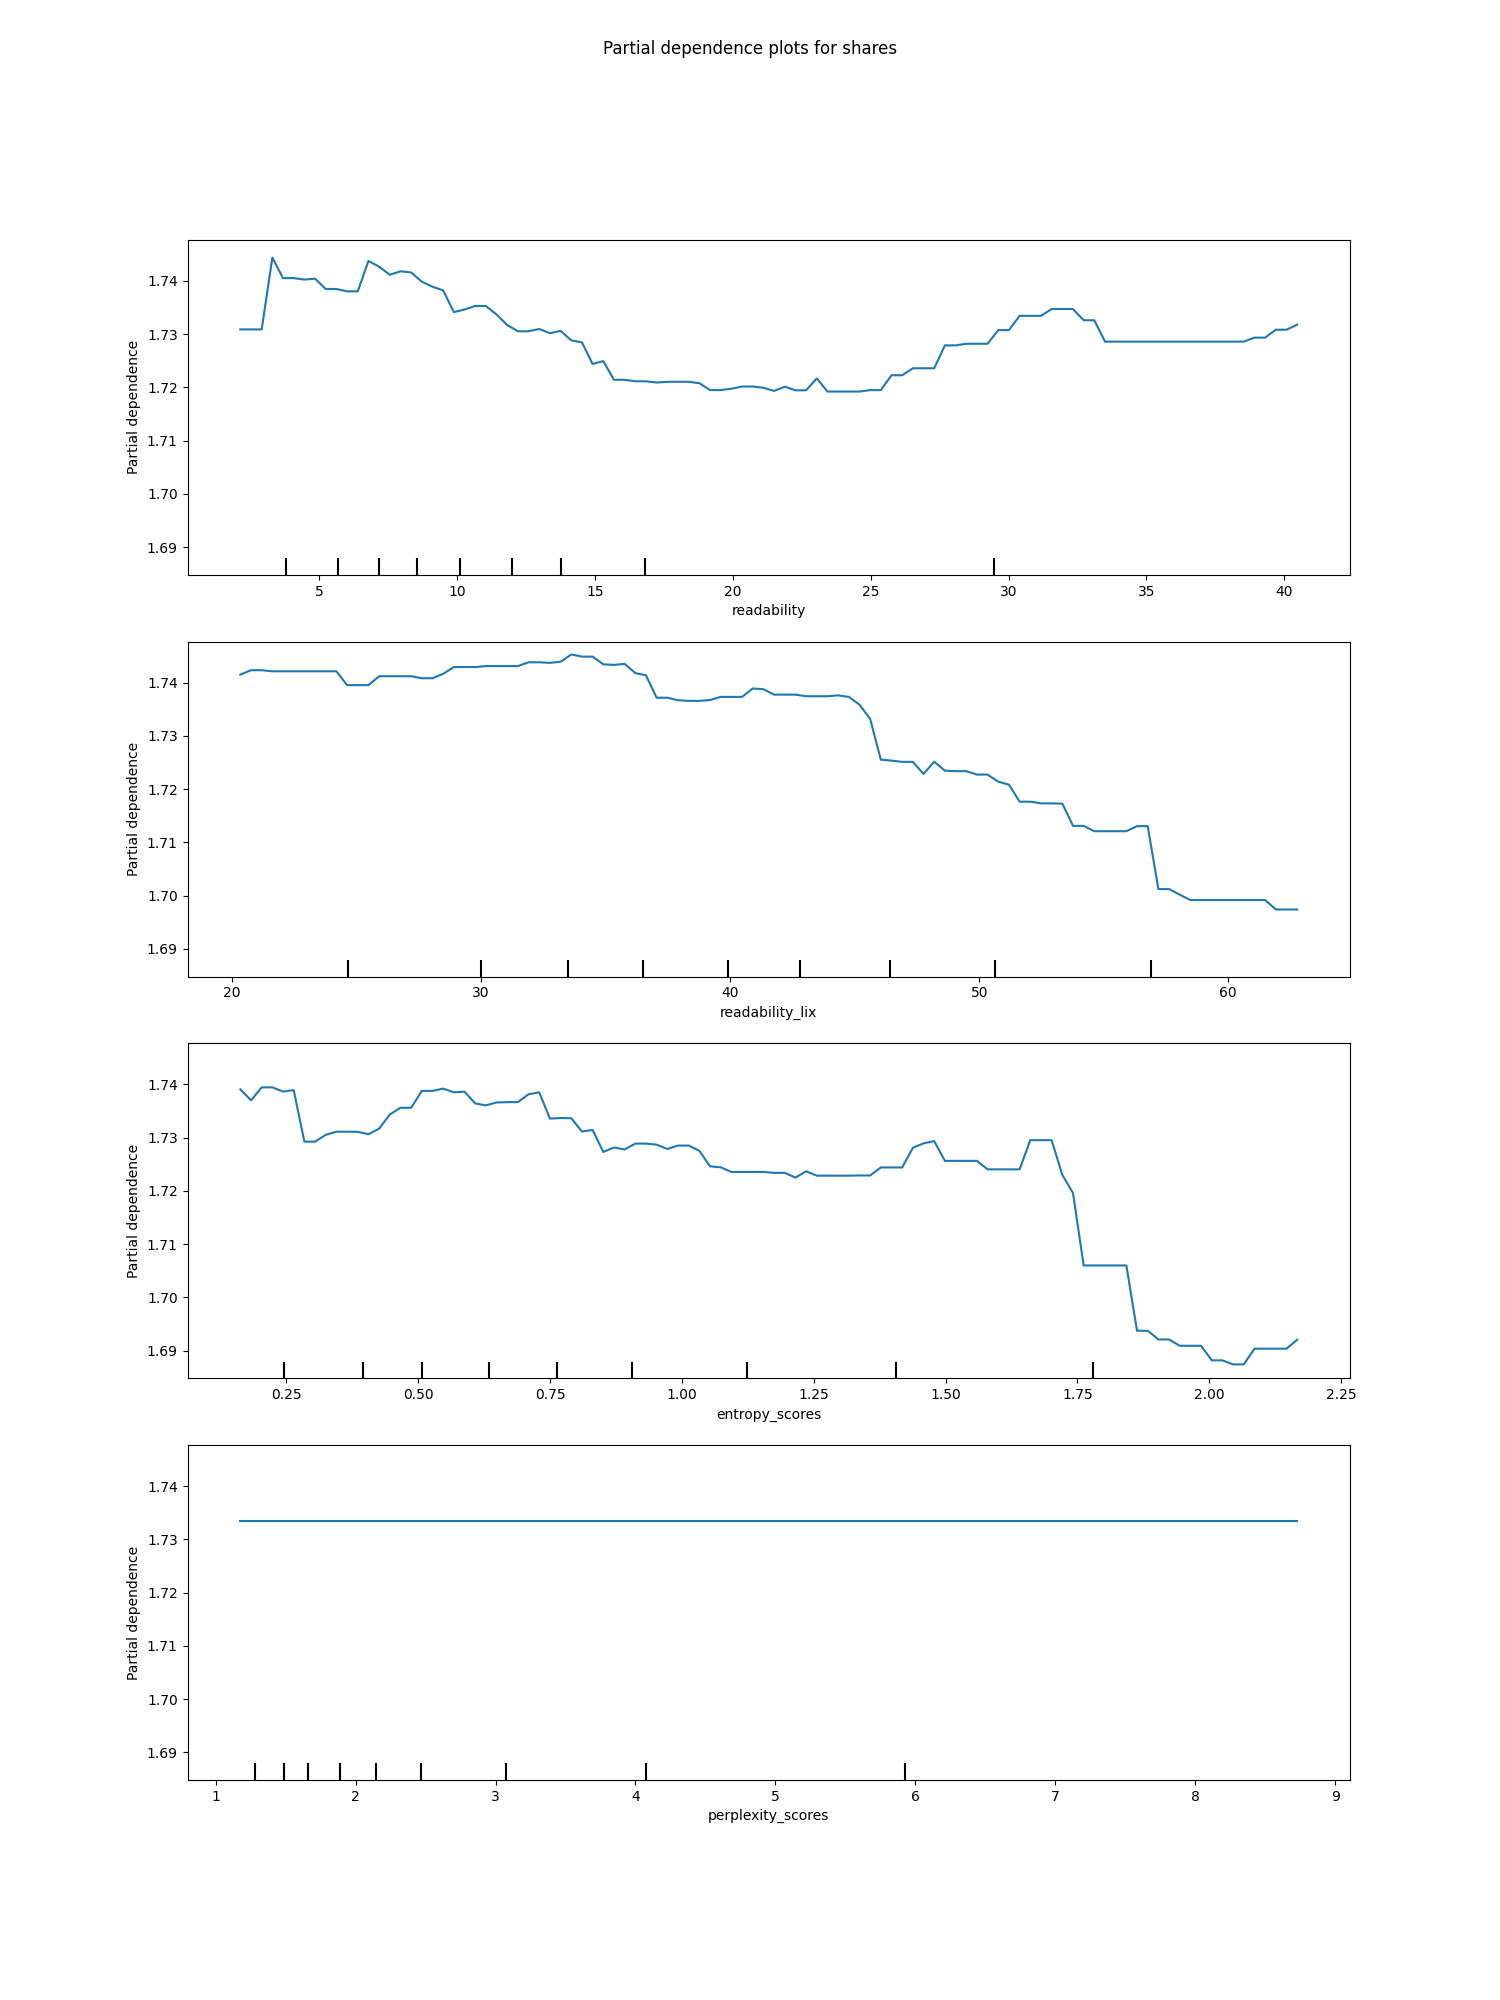 Partial dependence plots for shares
1.74
1.73
1.72
1.71
1.70
1.69
Partial dependence
5 10 15 20 25 30 35 40
readability
1.74
1.73
1.72
1.71
1.70
1.69
Partial dependence
20 30 40 50 60
readability_lix
1.74
1.73
1.72
1.71
1.70
1.69
Partial dependence
0.25 0.50 0.75 1.00 1.25 1.50 1.75 2.00 2.25
entropy_scores
1.74
1.73
1.72
1.71
1.70
1.69
Partial dependence
1 2 3 4 5 6 7 8 9
perplexity_scores